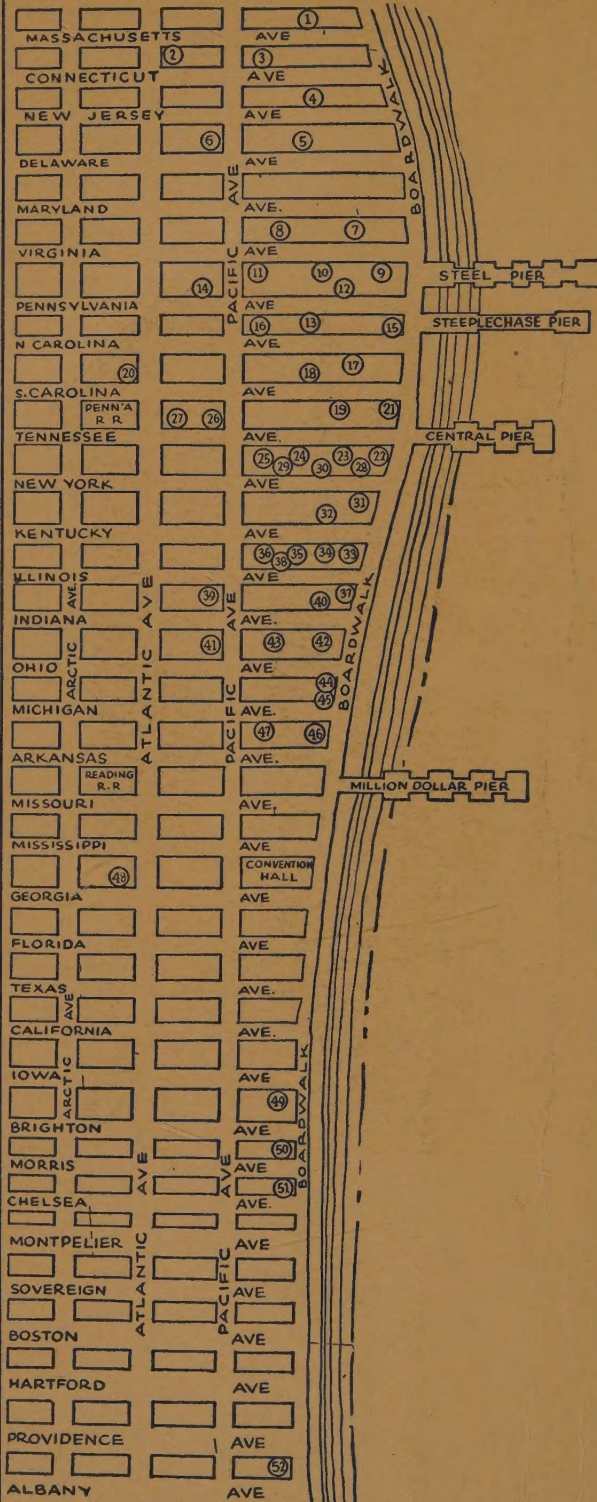 1
MASSACHUSETTS AVE
2 3
CONNECTICUT AVE
4
NEW JERSEY AVE
6 5
DELAWARE AVE
MARYLAND AVE.
8 7
VIRGINIA AVE
14 11 10 12 9
PENNSYLVANIA AVE
16 13 15
N CAROLINA AVE.
20 18 17
S.CAROLINA AVE
PENN'A
R R
27 26 19 21
TENNESSEE AVE.
25 29 24 30 23 28 22
NEW YORK AVE
32 31
KENTUCKY AVE
36 38 35 34 33
ILLINOIS AVE
39 40 37
INDIANA AVE.
41 43 42
OHIO AVE
44
45
MICHIGAN AVE.
47 46
ARKANSAS AVE.
READING
R.R
MISSOURI AVE.
MISSISSIPPI AVE
48
CONVENTION
HALL
GEORGIA AVE
FLORIDA AVE
TEXAS AVE.
CALIFORNIA AVE.
IOWA AVE
49
BRIGHTON AVE
50
MORRIS AVE
51
CHELSEA AVE.
MONTPELIER AVE
SOVEREIGN AVE
BOSTON AVE
HARTFORD AVE
PROVIDENCE AVE
52
ALBANY AVE
ARCTIC AVE.
ARCTIC AVE
ATLANTIC AVE
ATLANTIC AVE
PACIFIC AVE
PACIFIC AVE
PACIFIC AVE
BOARDWALK
BOARDWALK
BOARDWALK
STEEL PIER
STEEPLECHASE PIER
CENTRAL PIER
MILLION DOLLAR PIER